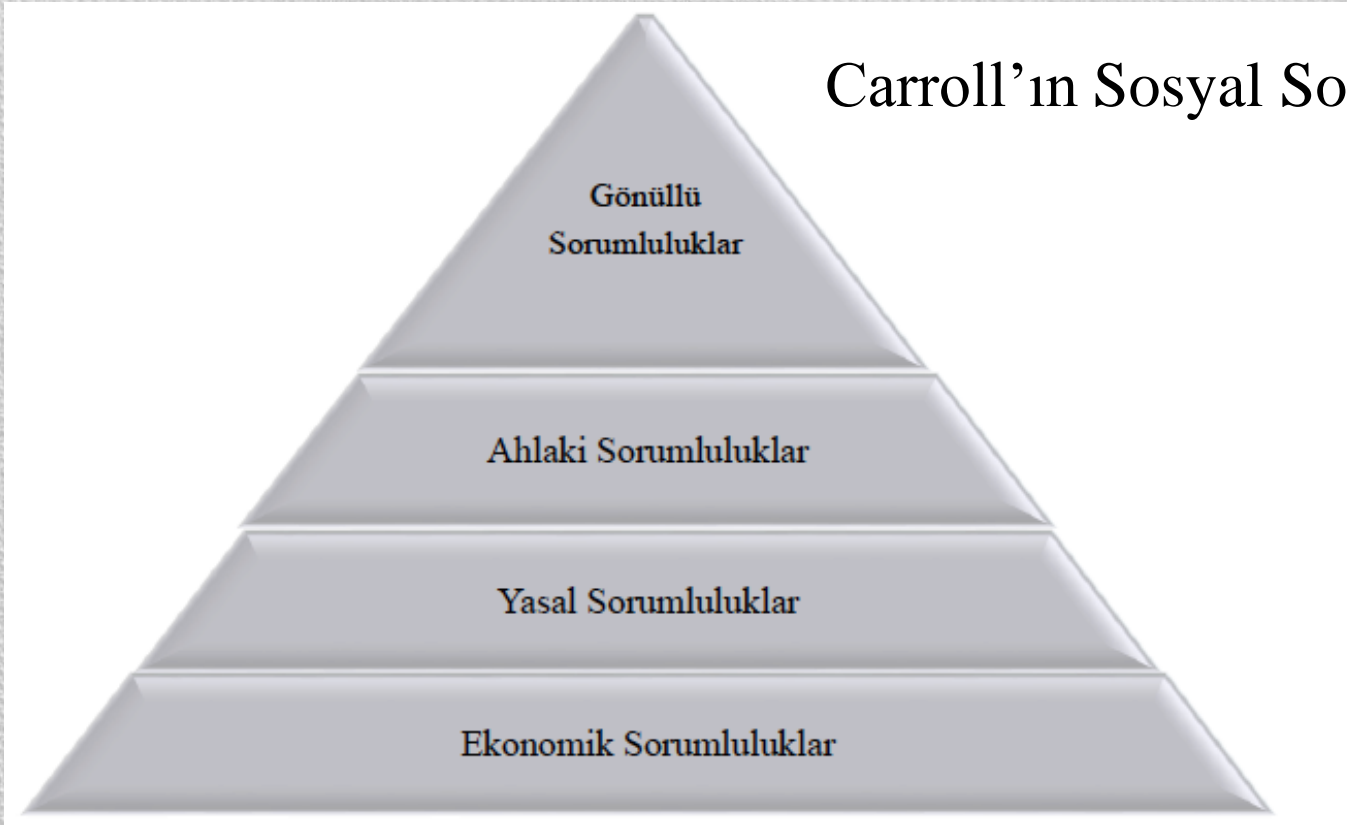 Carroll’ın Sosyal So
Gönüllü
Sorumluluklar
Ahlaki Sorumluluklar
Yasal Sorumluluklar
Ekonomik Sorumluluklar